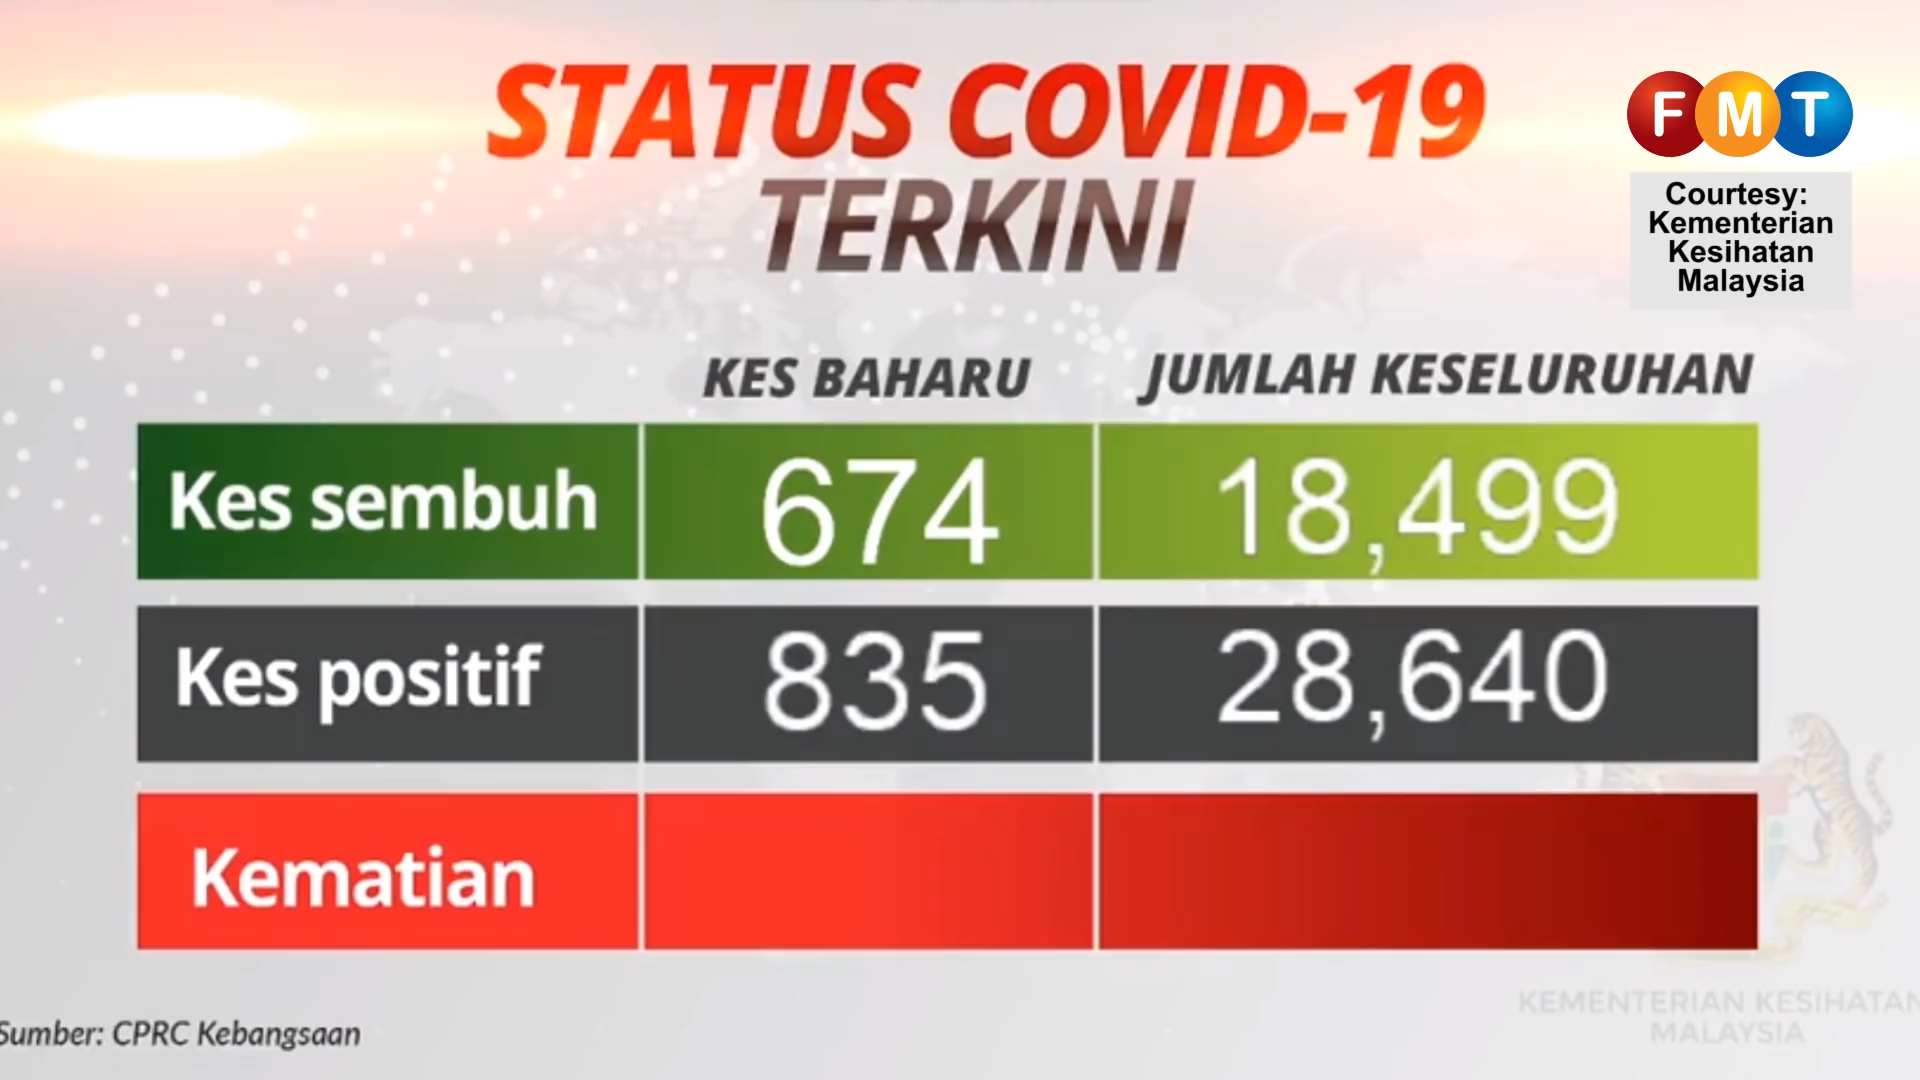 STATUS COVID-19
TERKINI
FMT
Courtesy:
Kementerian
Kesihatan
Malaysia
KES BAHARU JUMLAH KESELURUHAN
Kes sembuh 674 18,499
Kes positif 835 28,640
Kematian
KEMENTERIAN KESIHATAN
MALAYSIA
Sumber: CPRC Kebangsaan